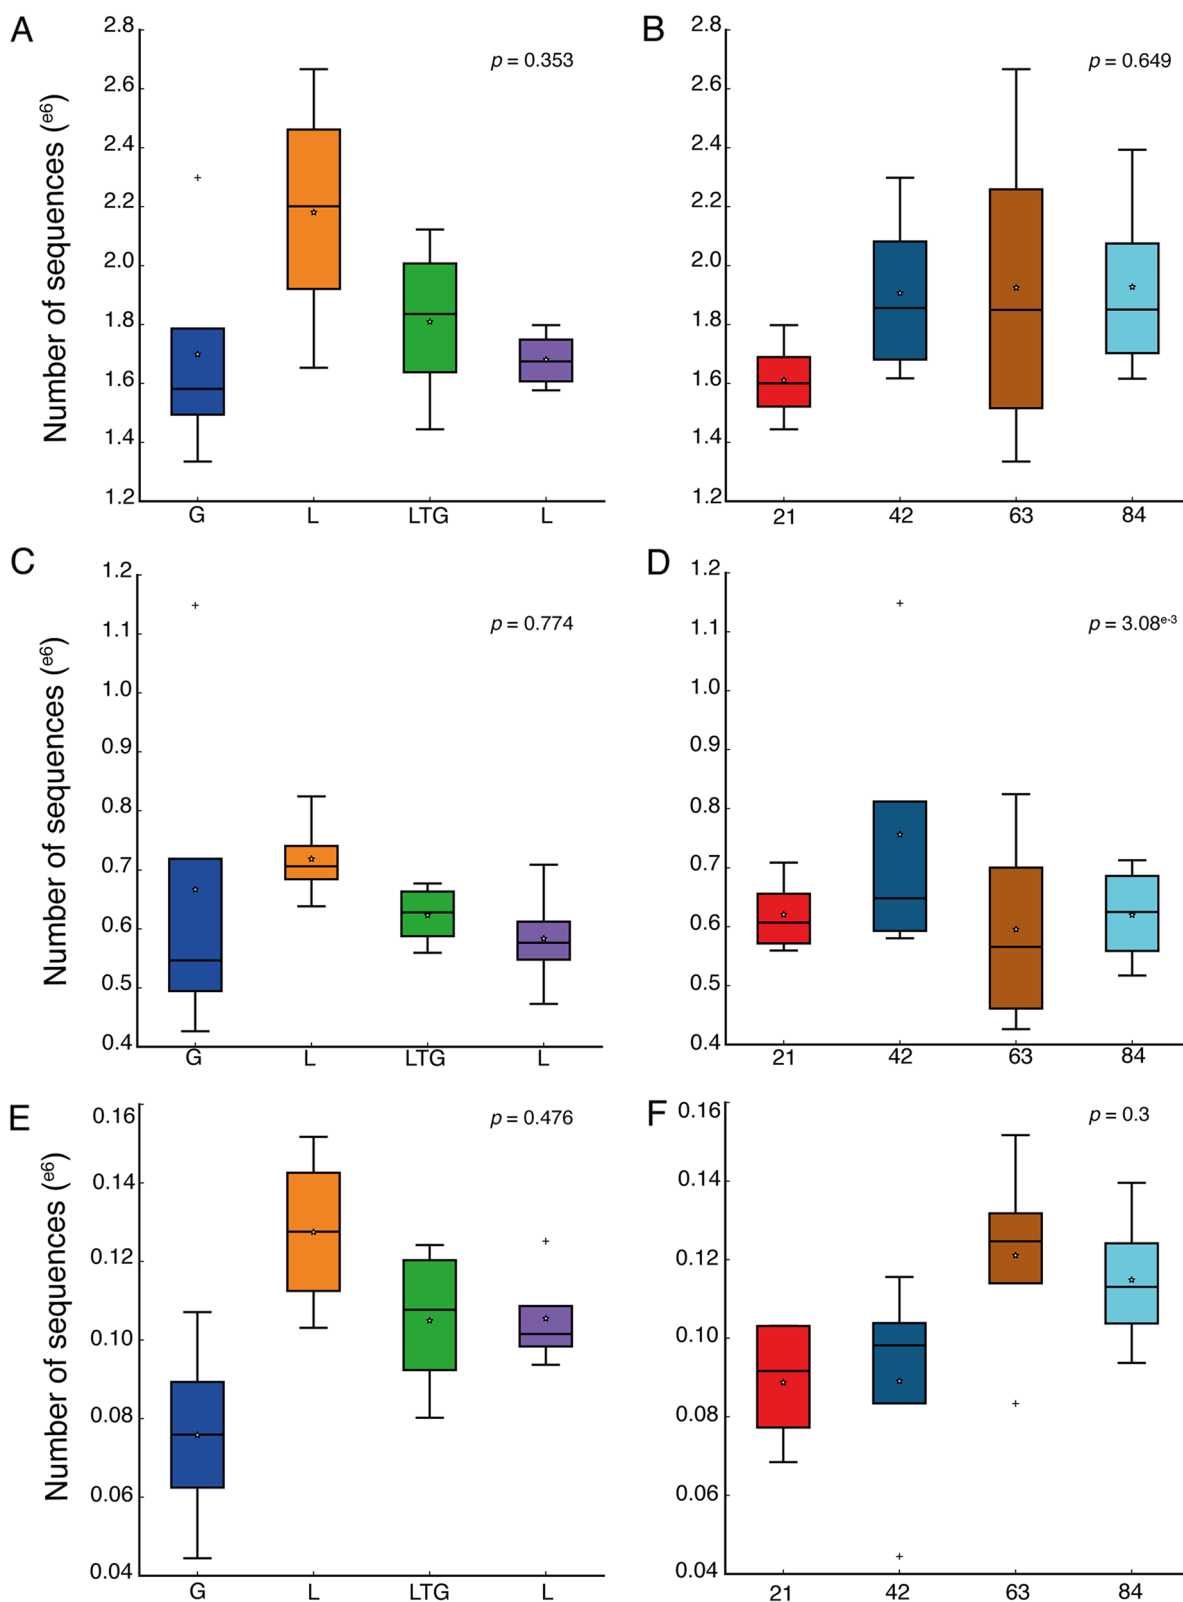 A
B
Number of sequences (e6)
2.8
2.6
2.4
2.2
2.0
1.8
1.6
1.4
1.2
p = 0.353
G L LTG L
2.8
2.6
2.4
2.2
2.0
1.8
1.6
1.4
1.2
p = 0.649
21 42 63 84
C
D
Number of sequences (e6)
1.2
1.1
1.0
0.9
0.8
0.7
0.6
0.5
0.4
p = 0.774
G L LTG L
1.2
1.1
1.0
0.9
0.8
0.7
0.6
0.5
0.4
p = 3.08e-3
21 42 63 84
E
F
Number of sequences (e6)
0.16
0.14
0.12
0.10
0.08
0.06
0.04
p = 0.476
G L LTG L
0.16
0.14
0.12
0.10
0.08
0.06
0.04
p = 0.3
21 42 63 84